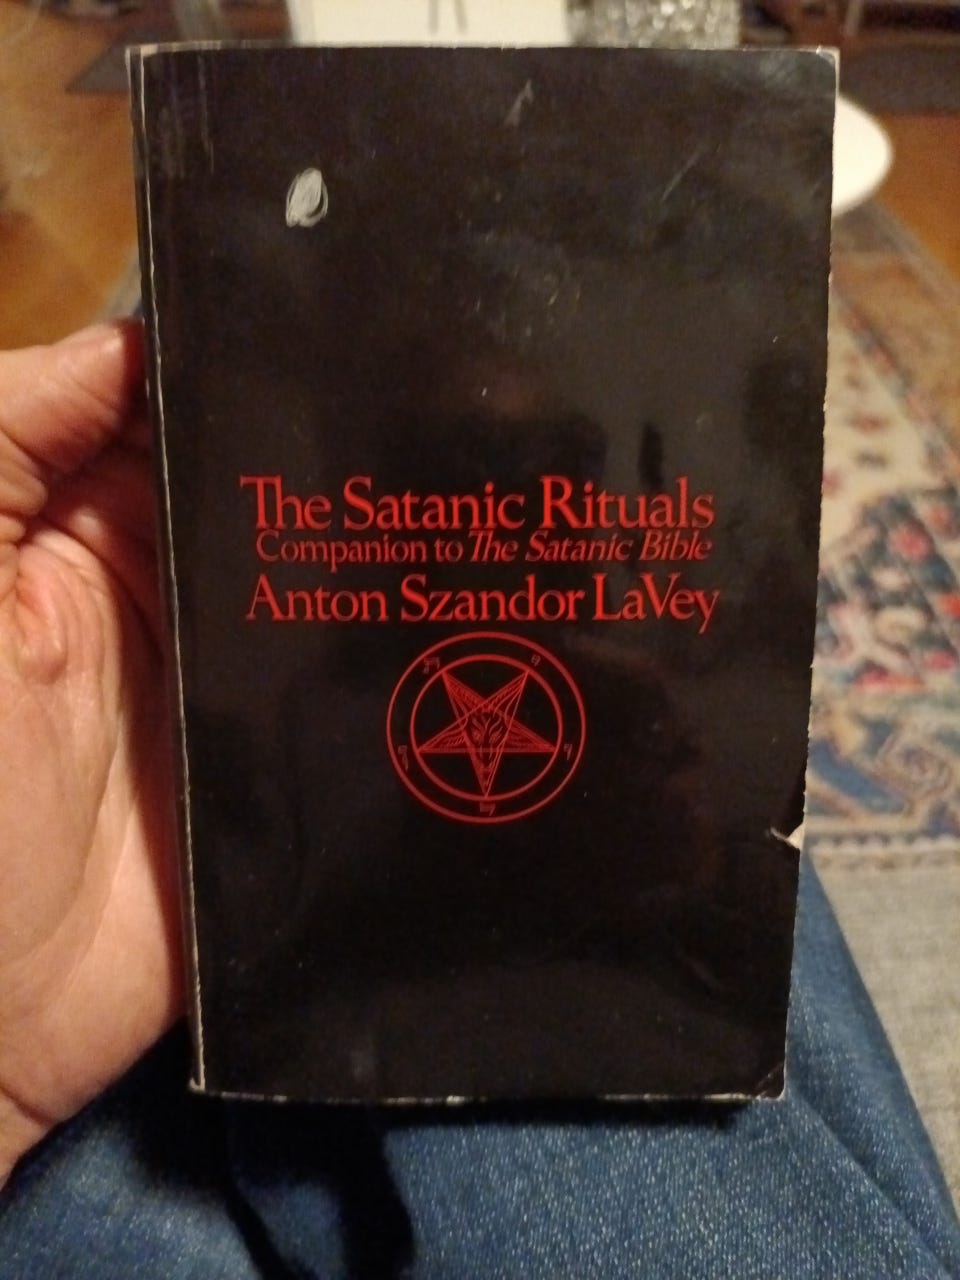 The Satanic Rituals
Companion to The Satanic Bible
Anton Szandor LaVey